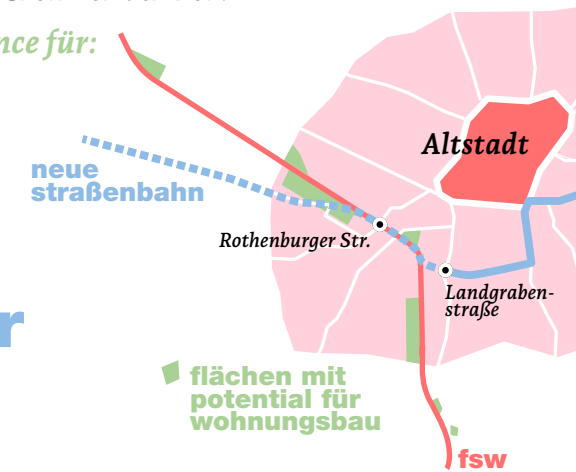 nce für:
Altstadt
neue
straßenbahn
Rothenburger Str.
Landgraben-
straße
r
flächen mit
potential für
wohnungsbau
fsw